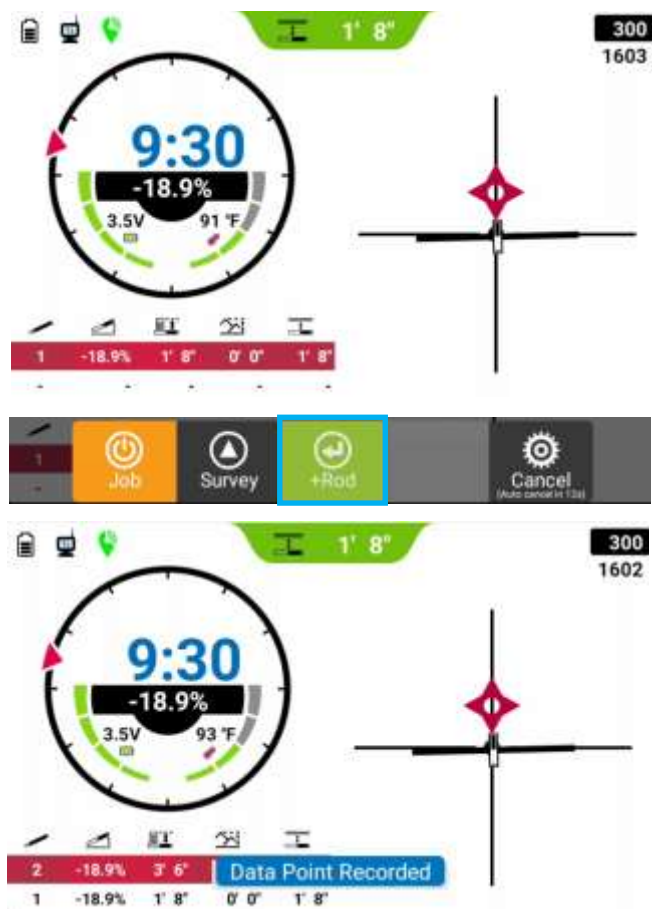 1' 8"
300
1603
9:30
-18.9%
3.5V 91 °F
1 -18.9% 1' 8" 0' 0" 1' 8"
- - - - -
1
-
Job Survey +Rod Cancel
(Auto cancel in 12s)
1' 8"
300
1602
9:30
-18.9%
3.5V 93 °F
2 -18.9% 3' 6" Data Point Recorded
1 -18.9% 1' 8" 0' 0" 1' 8"